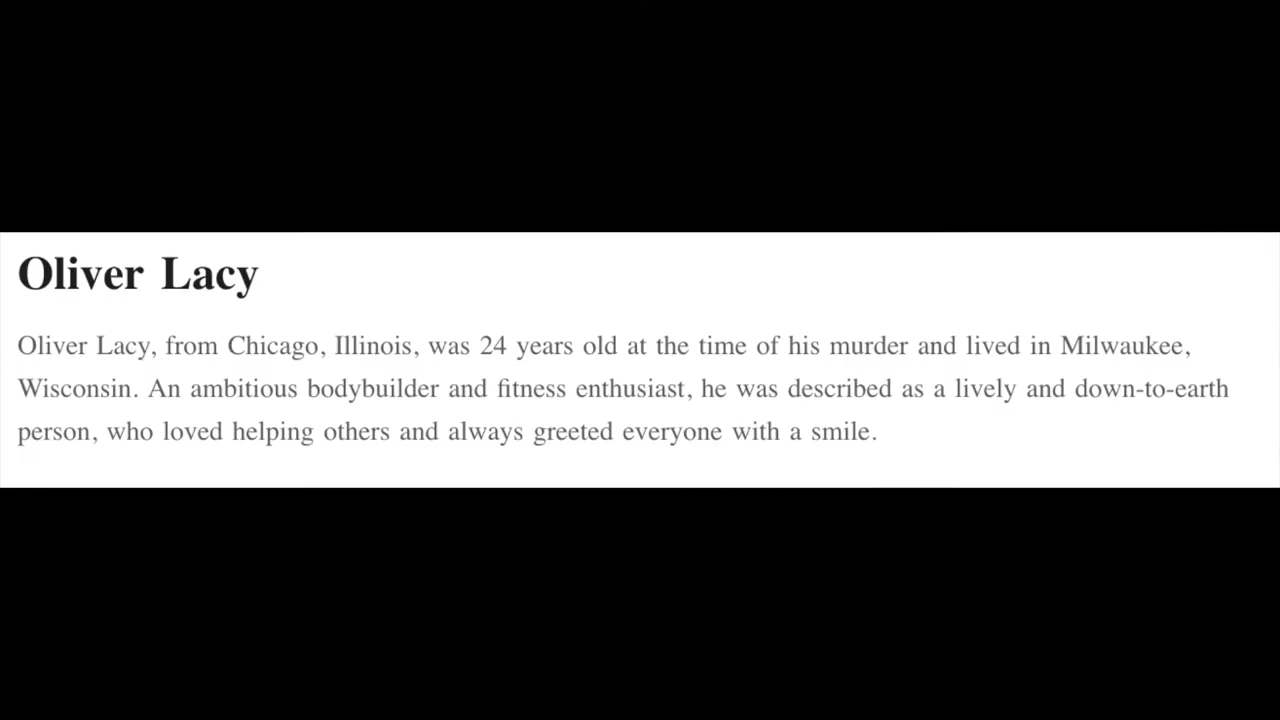 Oliver Lacy
Oliver Lacy, from Chicago, Illinois, was 24 years old at the time of his murder and lived in Milwaukee,
Wisconsin. An ambitious bodybuilder and fitness enthusiast, he was described as a lively and down-to-earth
person, who loved helping others and always greeted everyone with a smile.